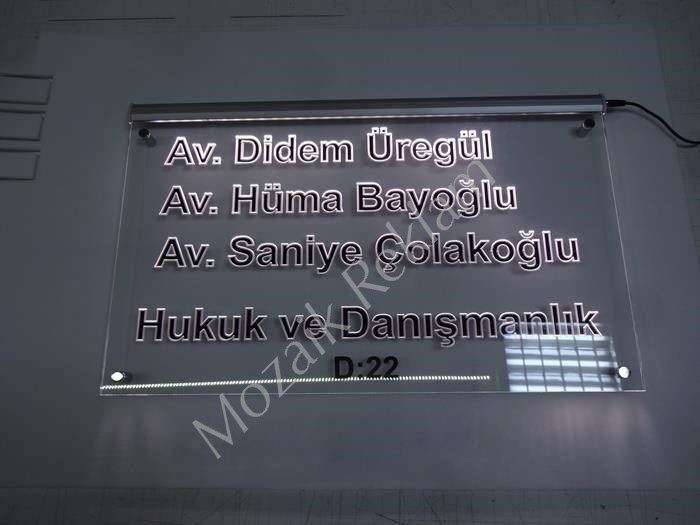 Av. Didem Üregül
Av. Hüma Bayoğlu
Av. Saniye Çolakoğlu
Hukuk ve Danışmanlık
D:22
Mozaik Reklam